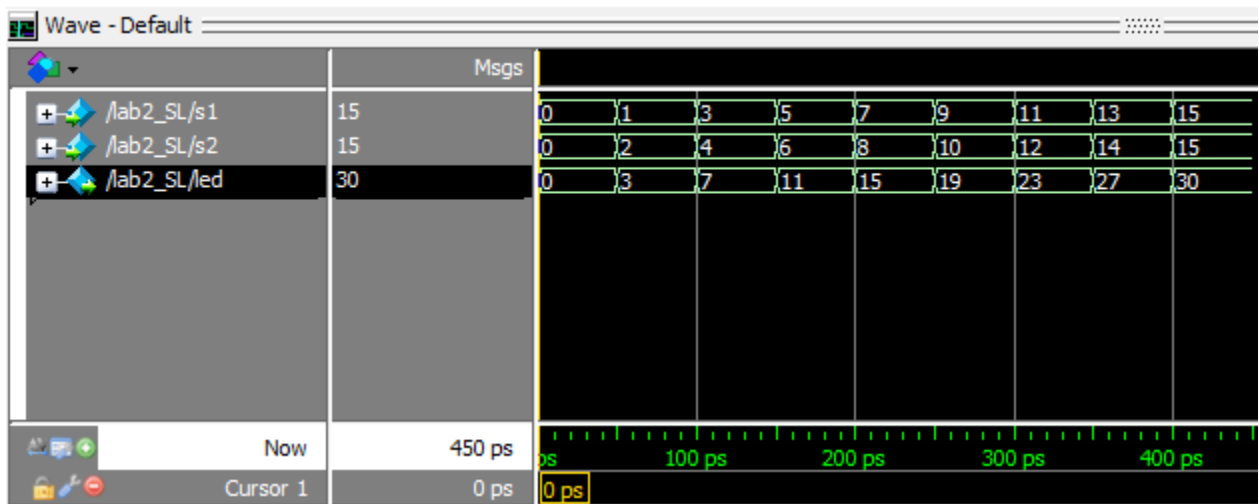 Wave - Default
Msgs
/lab2_SL/s1 15 0 1 3 5 7 9 11 13 15
/lab2_SL/s2 15 0 2 4 6 8 10 12 14 15
/lab2_SL/led 30 0 3 7 11 15 19 23 27 30
Now 450 ps ps 100 ps 200 ps 300 ps 400 ps
Cursor 1 0 ps 0 ps